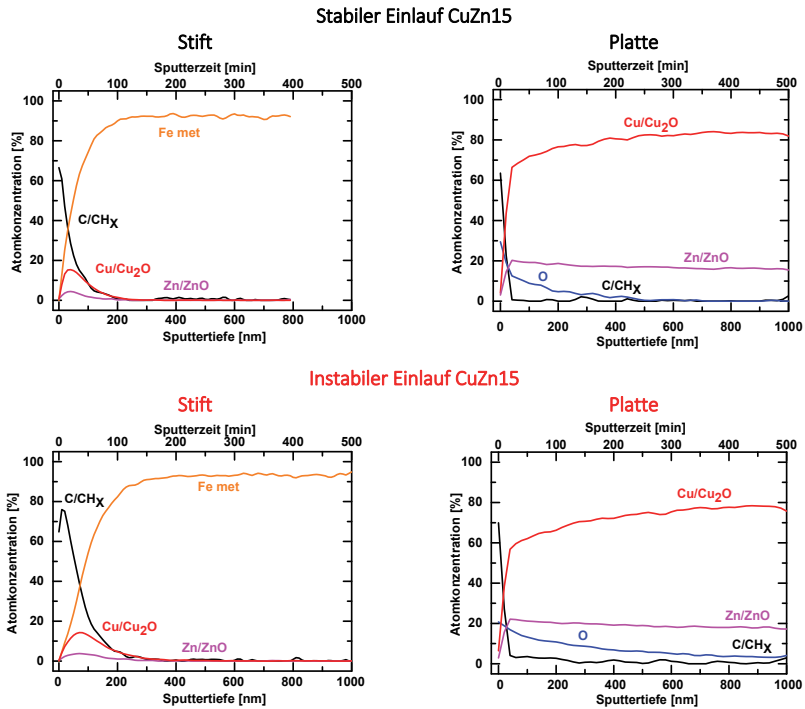 Stabiler Einlauf CuZn15
Stift
Sputterzeit [min]
0 100 200 300 400 500
Atomkonzentration [%]
100
80
60
40
20
0
Fe met
C/CHX
Cu/Cu2O
Zn/ZnO
0 200 400 600 800 1000
Sputtertiefe [nm]
Platte
Sputterzeit [min]
0 100 200 300 400 500
Atomkonzentration [%]
100
80
60
40
20
0
Cu/Cu2O
Zn/ZnO
O
C/CHX
0 200 400 600 800 1000
Sputtertiefe [nm]
Instabiler Einlauf CuZn15
Stift
Sputterzeit [min]
0 100 200 300 400 500
Atomkonzentration [%]
100
80
60
40
20
0
C/CHX
Fe met
Cu/Cu2O
Zn/ZnO
0 200 400 600 800 1000
Sputtertiefe [nm]
Platte
Sputterzeit [min]
0 100 200 300 400 500
Atomkonzentration [%]
100
80
60
40
20
0
Cu/Cu2O
Zn/ZnO
O
C/CHX
0 200 400 600 800 1000
Sputtertiefe [nm]